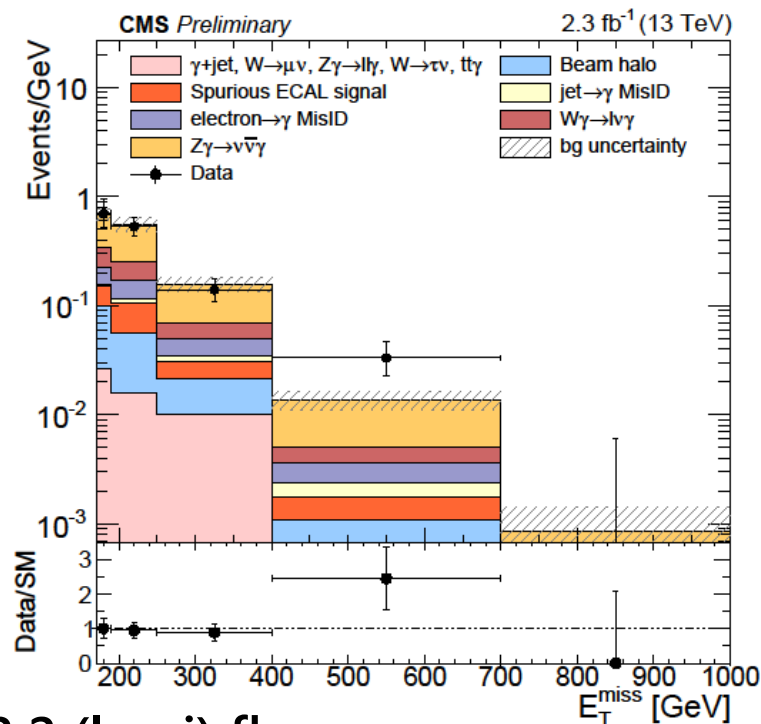 CMS Preliminary 2.3 fb⁻¹ (13 TeV)
Events/GeV
10
1
10⁻¹
10⁻²
10⁻³
γ+jet, W→μν, Zγ→llγ, W→τν, ttγ
Spurious ECAL signal
electron→γ MisID
Zγ→νν̅γ
Data
Beam halo
jet→γ MisID
Wγ→lνγ
bg uncertainty
Data/SM
3
2
1
0
200 300 400 500 600 700 800 900 1000
E_T^miss [GeV]